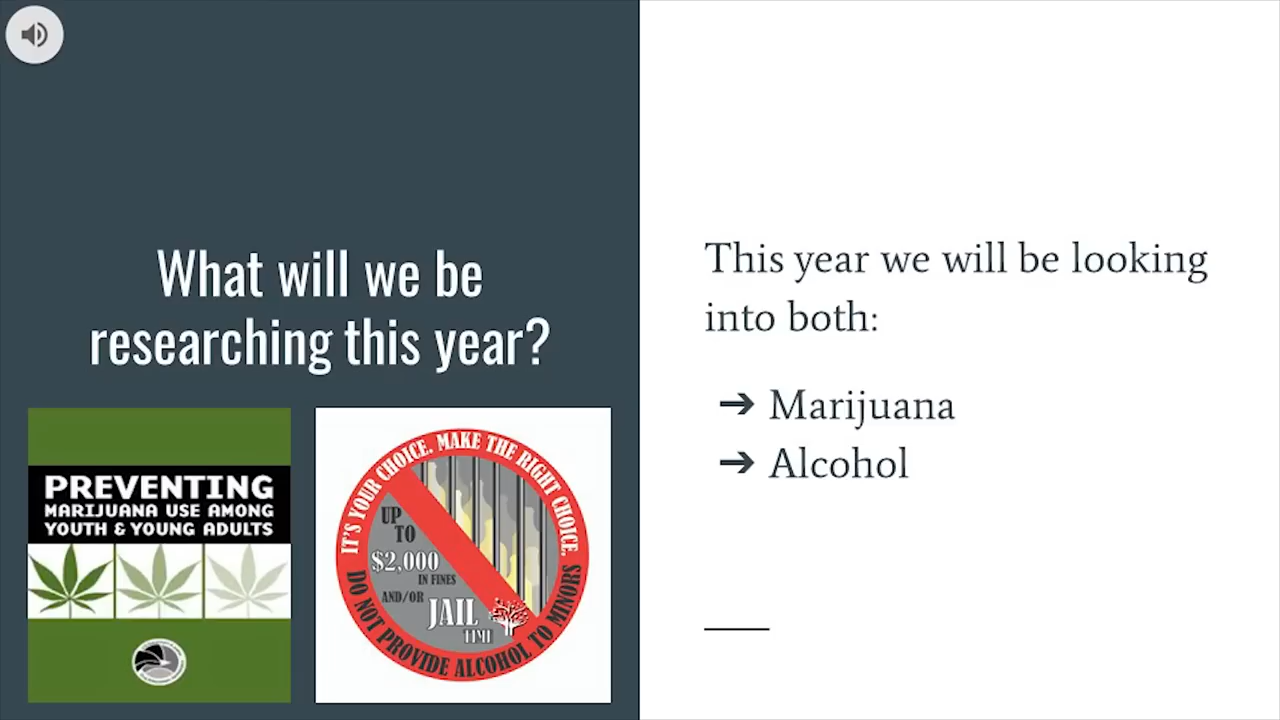 What will we be
researching this year?
PREVENTING
MARIJUANA USE AMONG
YOUTH & YOUNG ADULTS
IT'S YOUR CHOICE. MAKE THE RIGHT CHOICE.
UP
TO
$2,000
IN FINES
AND/OR
JAIL
TIME
DO NOT PROVIDE ALCOHOL TO MINORS
This year we will be looking
into both:
➔ Marijuana
➔ Alcohol